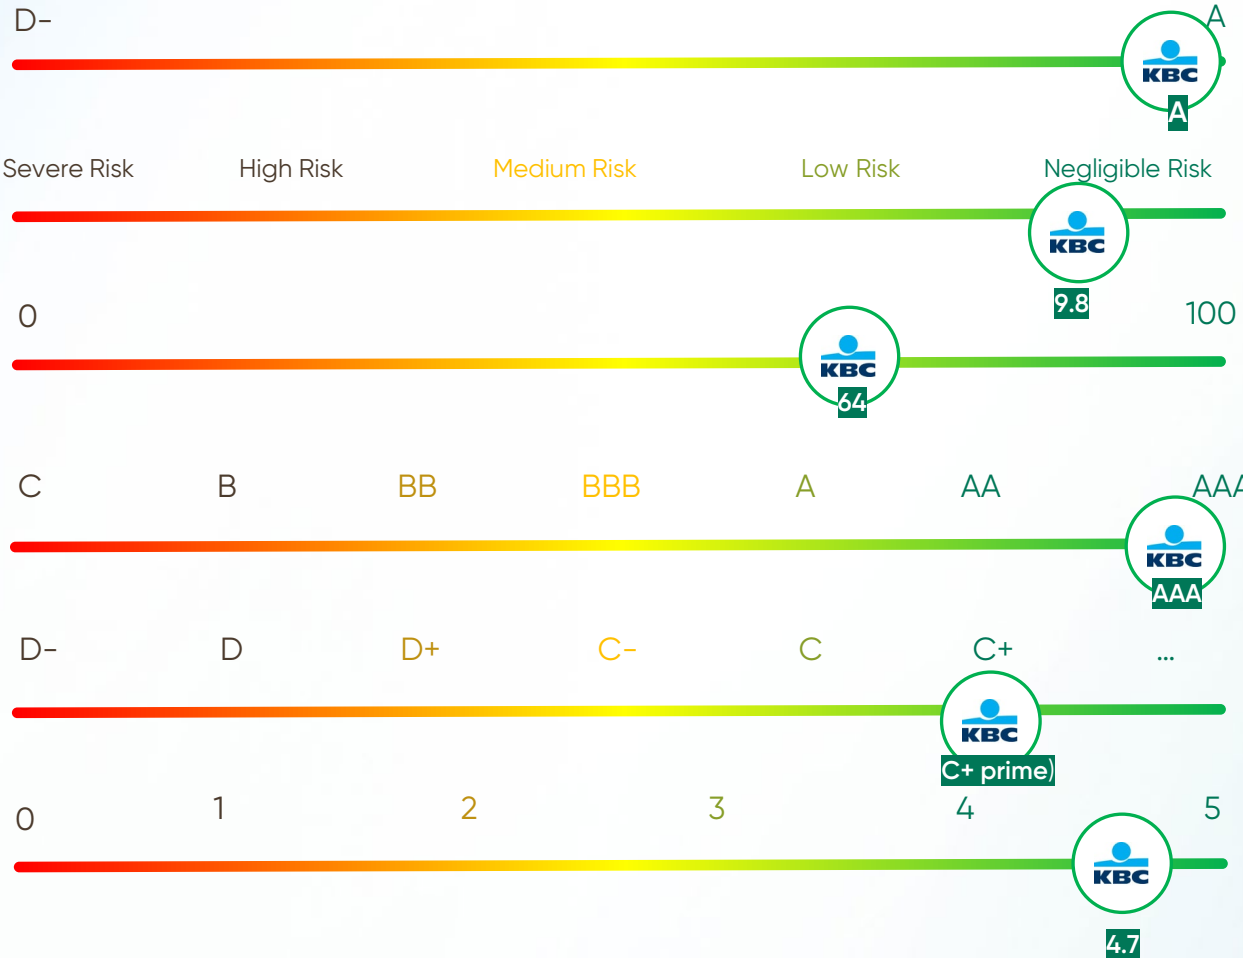 D- A
KBC
A
Severe Risk High Risk Medium Risk Low Risk Negligible Risk
KBC
9.8
0 100
KBC
64
C B BB BBB A AA AAA
KBC
AAA
D- D D+ C- C C+ ...
KBC
C+ prime)
0 1 2 3 4 5
KBC
4.7